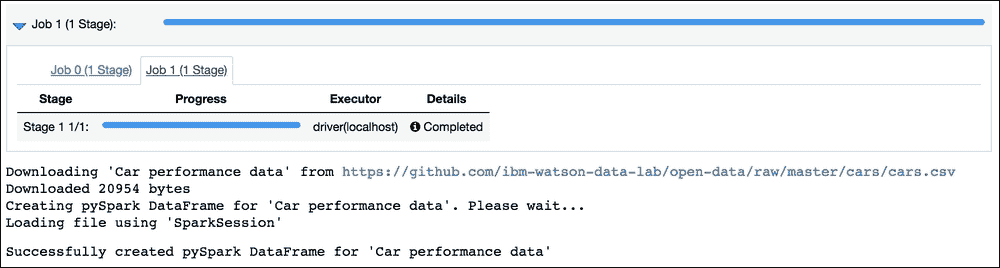 Job 1 (1 Stage):
Job 0 (1 Stage) Job 1 (1 Stage)
Stage Progress Executor Details
Stage 1 1/1: driver(localhost) Completed
Downloading 'Car performance data' from https://github.com/ibm-watson-data-lab/open-data/raw/master/cars/cars.csv
Downloaded 20954 bytes
Creating pySpark DataFrame for 'Car performance data'. Please wait...
Loading file using 'SparkSession'
Successfully created pySpark DataFrame for 'Car performance data'